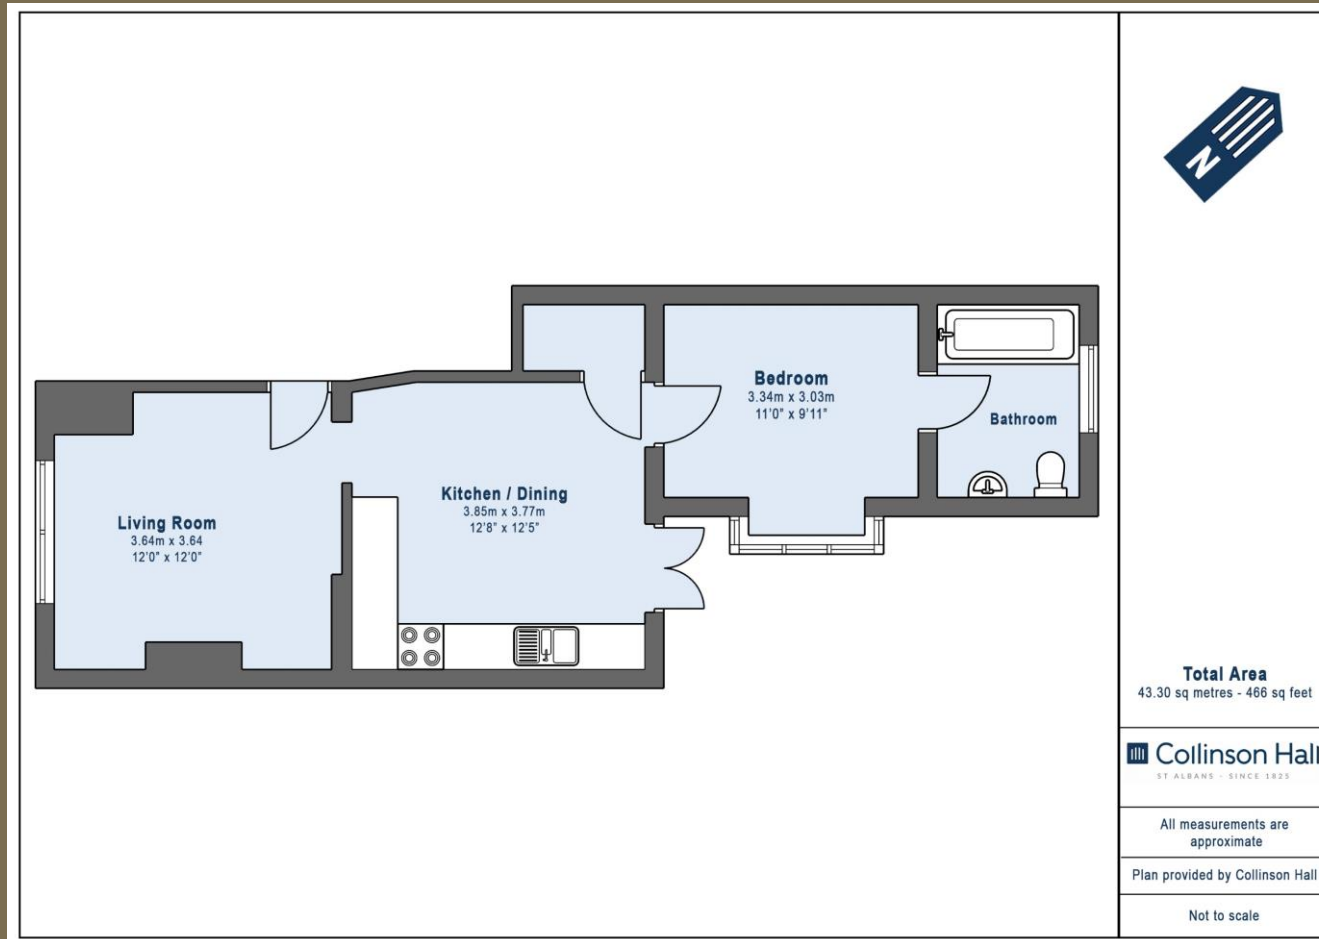 N
Bedroom
3.34m x 3.03m
11'0" x 9'11"
Bathroom
Kitchen / Dining
3.85m x 3.77m
12'8" x 12'5"
Living Room
3.64m x 3.64
12'0" x 12'0"
Total Area
43.30 sq metres - 466 sq feet
Collinson Hall
ST ALBANS - SINCE 1825
All measurements are
approximate
Plan provided by Collinson Hall
Not to scale